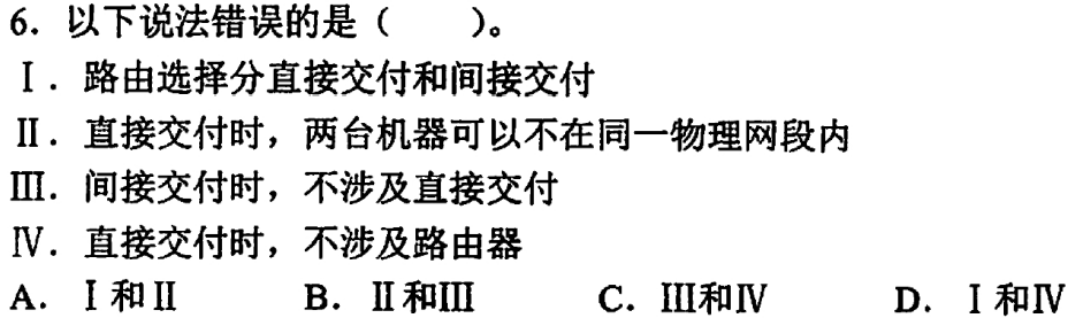 6．以下说法错误的是（　　）。
Ⅰ．路由选择分直接交付和间接交付
Ⅱ．直接交付时，两台机器可以不在同一物理网段内
Ⅲ．间接交付时，不涉及直接交付
Ⅳ．直接交付时，不涉及路由器
A．Ⅰ和Ⅱ　　B．Ⅱ和Ⅲ　　C．Ⅲ和Ⅳ　　D．Ⅰ和Ⅳ